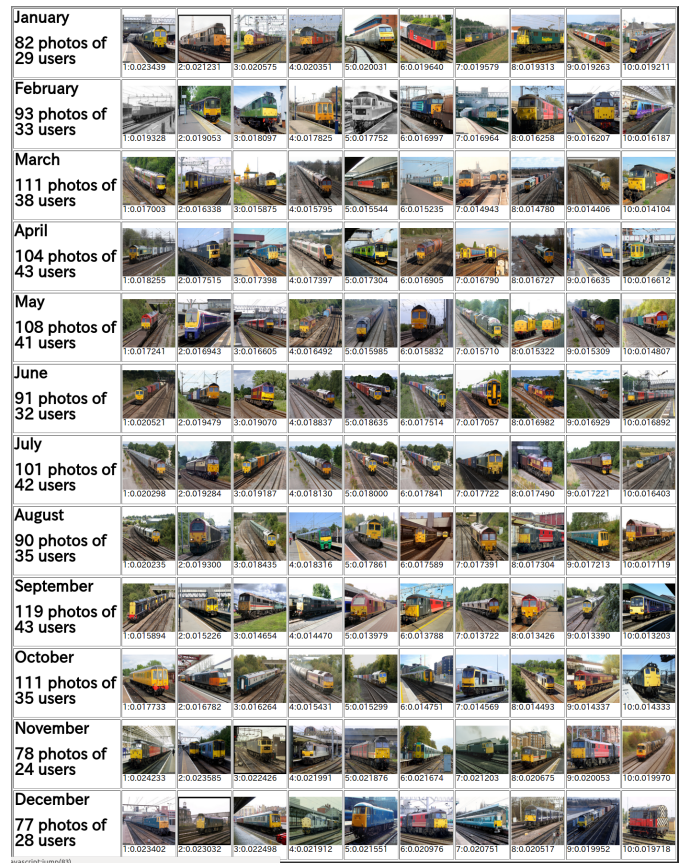 January
82 photos of
29 users
1:0.023439 2:0.021231 3:0.020575 4:0.020351 5:0.020031 6:0.019640 7:0.019579 8:0.019313 9:0.019263 10:0.019211
February
93 photos of
33 users
1:0.019328 2:0.019053 3:0.018097 4:0.017825 5:0.017752 6:0.016997 7:0.016964 8:0.016258 9:0.016207 10:0.016187
March
111 photos of
38 users
1:0.017003 2:0.016338 3:0.015875 4:0.015795 5:0.015544 6:0.015235 7:0.014943 8:0.014780 9:0.014406 10:0.014104
April
104 photos of
43 users
1:0.018255 2:0.017515 3:0.017398 4:0.017397 5:0.017304 6:0.016905 7:0.016790 8:0.016727 9:0.016635 10:0.016612
May
108 photos of
41 users
1:0.017241 2:0.016943 3:0.016605 4:0.016492 5:0.015985 6:0.015832 7:0.015710 8:0.015322 9:0.015309 10:0.014807
June
91 photos of
32 users
1:0.020521 2:0.019479 3:0.019070 4:0.018837 5:0.018635 6:0.017514 7:0.017057 8:0.016982 9:0.016929 10:0.016892
July
101 photos of
42 users
1:0.020298 2:0.019284 3:0.019187 4:0.018130 5:0.018000 6:0.017841 7:0.017722 8:0.017490 9:0.017221 10:0.016403
August
90 photos of
35 users
1:0.020235 2:0.019300 3:0.018435 4:0.018316 5:0.017861 6:0.017589 7:0.017391 8:0.017304 9:0.017213 10:0.017119
September
119 photos of
43 users
1:0.015894 2:0.015226 3:0.014654 4:0.014470 5:0.013979 6:0.013788 7:0.013722 8:0.013426 9:0.013390 10:0.013203
October
111 photos of
35 users
1:0.017733 2:0.016782 3:0.016264 4:0.015431 5:0.015299 6:0.014751 7:0.014569 8:0.014493 9:0.014337 10:0.014333
November
78 photos of
24 users
1:0.024233 2:0.023585 3:0.022426 4:0.021991 5:0.021876 6:0.021674 7:0.021203 8:0.020675 9:0.020053 10:0.019970
December
77 photos of
28 users
1:0.023402 2:0.023032 3:0.022498 4:0.021912 5:0.021551 6:0.020976 7:0.020751 8:0.020517 9:0.019952 10:0.019718